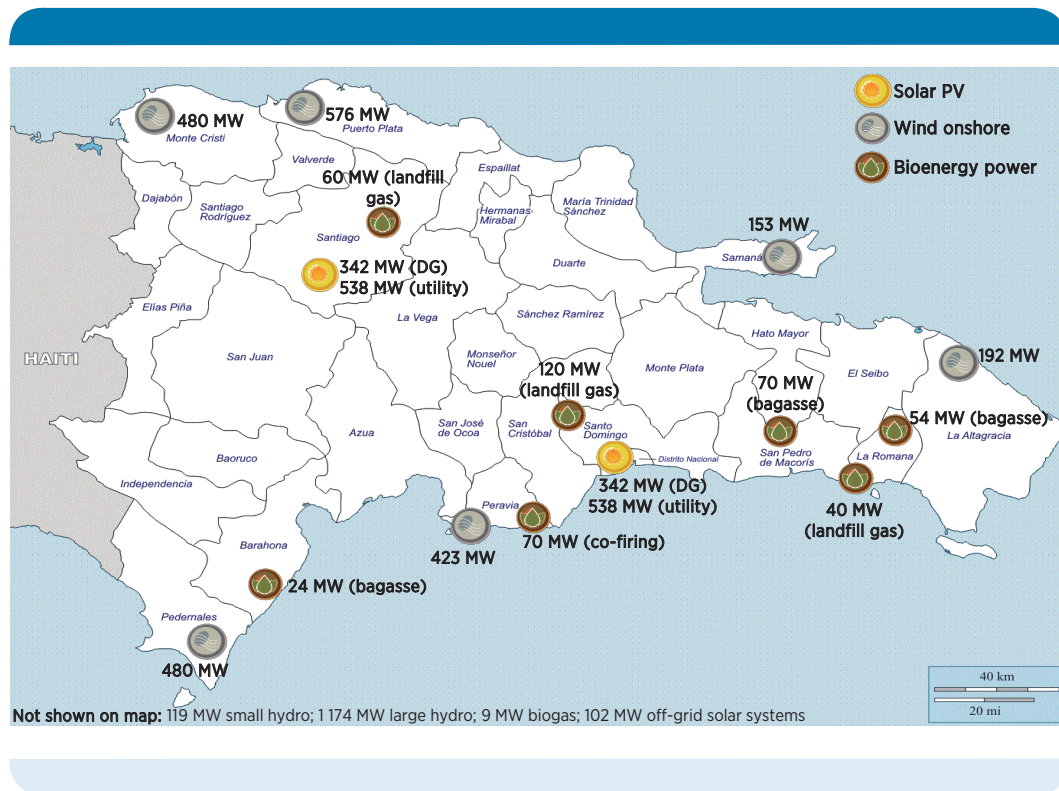 Solar PV
Wind onshore
Bioenergy power
480 MW
Monte Cristi
576 MW
Puerto Plata
Valverde
60 MW (landfill
gas)
Espaillat
Dajabón
Santiago
Rodríguez
Hermanas
Mirabal
María Trinidad
Sánchez
Santiago
153 MW
Samaná
342 MW (DG)
538 MW (utility)
Duarte
Elías Piña
La Vega
Sánchez Ramírez
Hato Mayor
HAITI
San Juan
Monseñor
Nouel
120 MW
(landfill gas)
Monte Plata
70 MW
(bagasse)
El Seibo
192 MW
54 MW (bagasse)
La Altagracia
Azua
San José
de Ocoa
San
Cristóbal
Santo
Domingo
Distrito Nacional
San Pedro
de Macorís
La Romana
Baoruco
Independencia
342 MW (DG)
538 MW (utility)
40 MW
(landfill gas)
Peravia
423 MW
70 MW (co-firing)
Barahona
24 MW (bagasse)
Pedernales
480 MW
40 km
20 mi
Not shown on map: 119 MW small hydro; 1 174 MW large hydro; 9 MW biogas; 102 MW off-grid solar systems